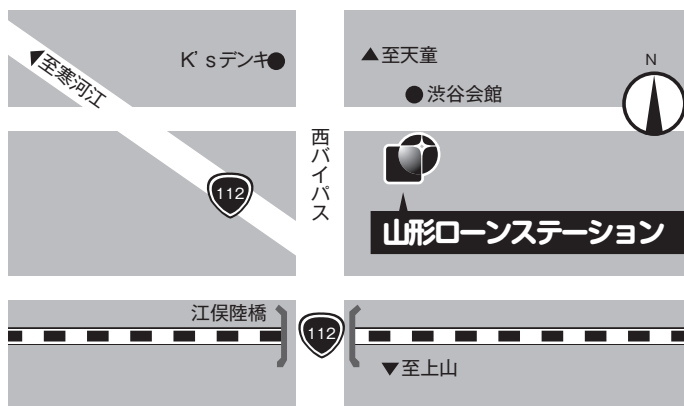 K'sデンキ
▲至天童
N
至寒河江
渋谷会館
西バイパス
112
山形ローンステーション
江俣陸橋
112
▼至上山